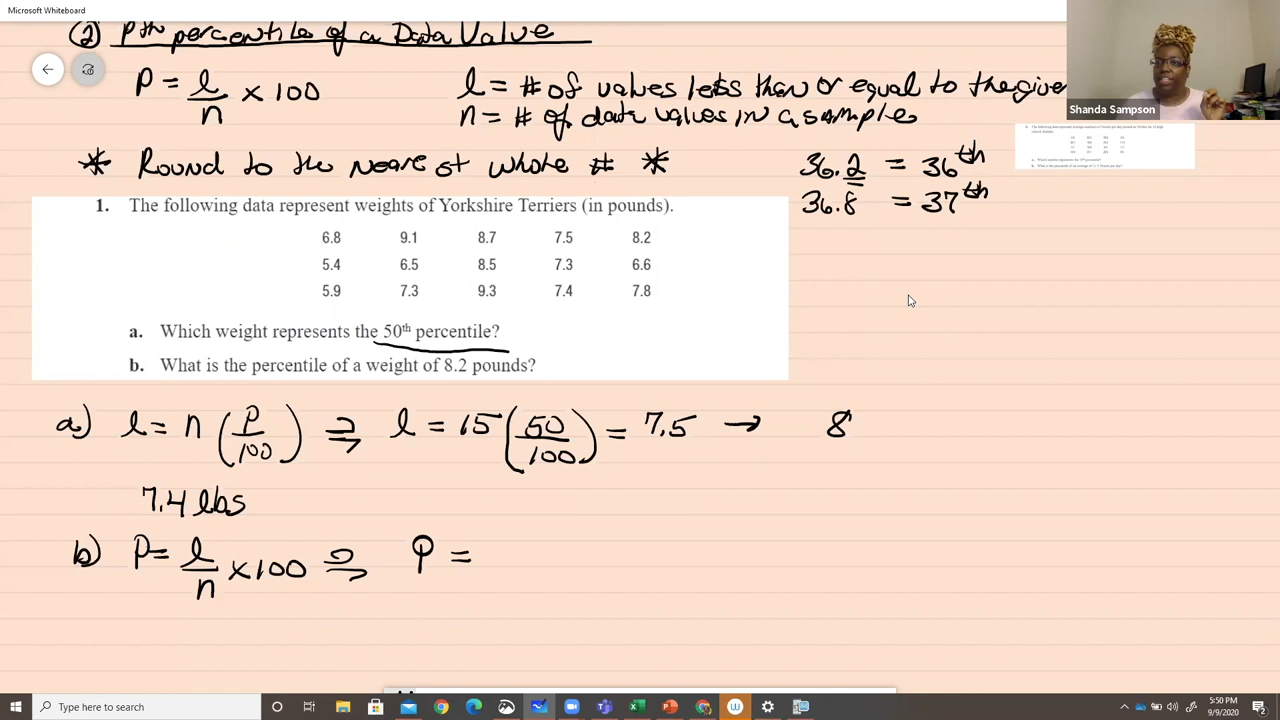 Microsoft Whiteboard
② Pth percentile of a Data Value
P = l/n × 100
l = # of values less than or equal to the given
n = # of data values in a sample
* Round to the nearest whole # *
36.2 = 36th
36.8 = 37th
Shanda Sampson
1. The following data represent weights of Yorkshire Terriers (in pounds).
6.8 9.1 8.7 7.5 8.2
5.4 6.5 8.5 7.3 6.6
5.9 7.3 9.3 7.4 7.8
a. Which weight represents the 50th percentile?
b. What is the percentile of a weight of 8.2 pounds?
a) l = n (P/100) ⇒ l = 15 (50/100) = 7.5 → 8
7.4 lbs
b) P = l/n × 100 ⇒ P =
Type here to search
5:50 PM
9/9/2020